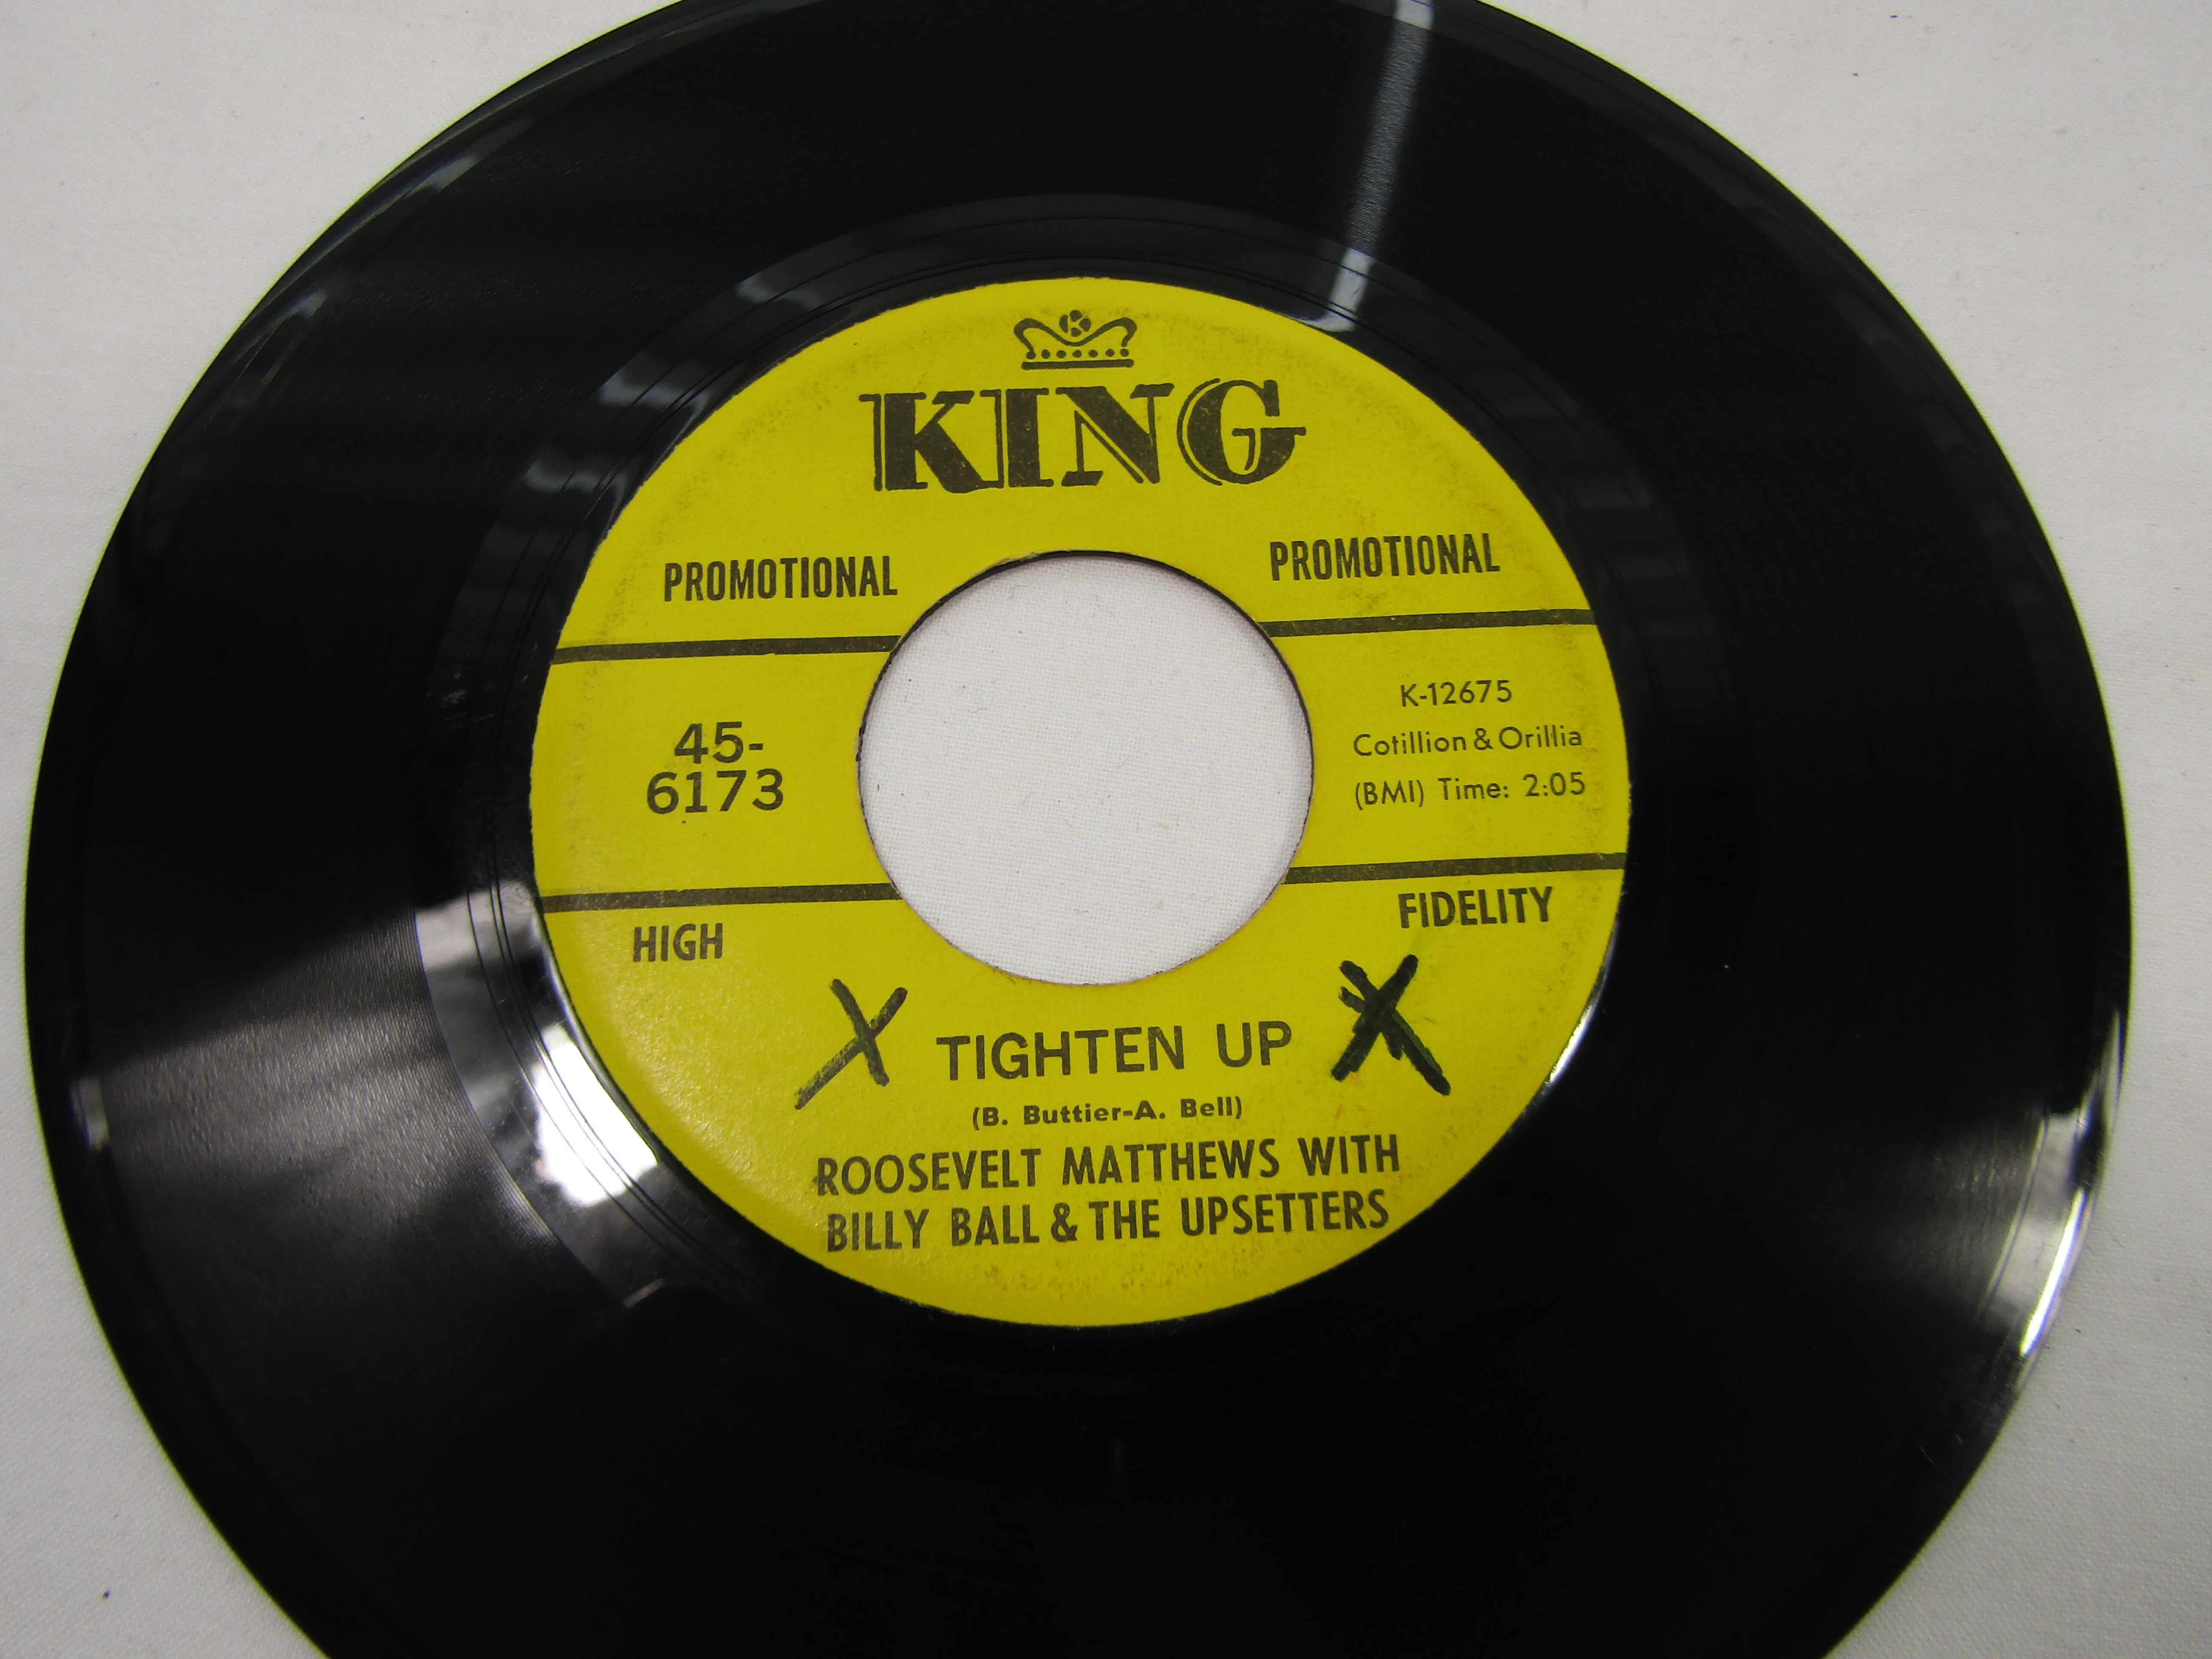 KING
PROMOTIONAL PROMOTIONAL
45-
6173
K-12675
Cotillion & Orillia
(BMI) Time: 2:05
HIGH FIDELITY
X TIGHTEN UP X
(B. Buttier-A. Bell)
ROOSEVELT MATTHEWS WITH
BILLY BALL & THE UPSETTERS